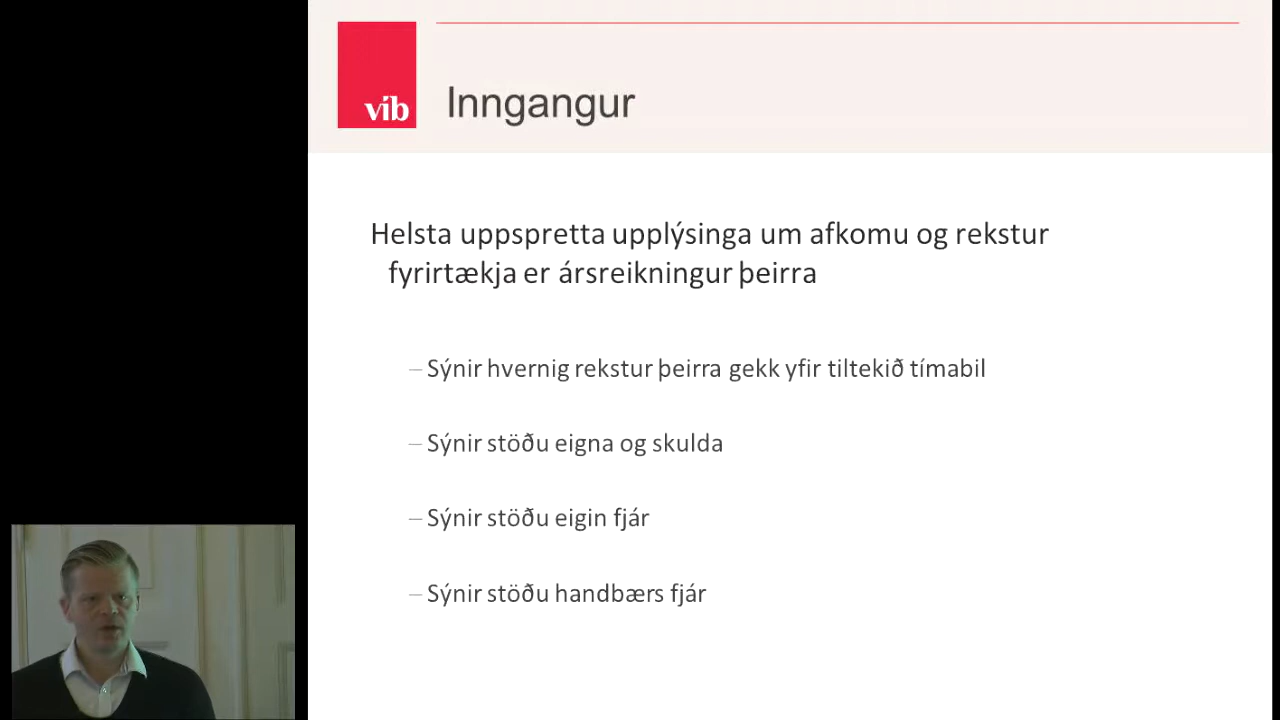 vib
Inngangur
Helsta uppspretta upplýsinga um afkomu og rekstur
fyrirtækja er ársreikningur þeirra
– Sýnir hvernig rekstur þeirra gekk yfir tiltekið tímabil
– Sýnir stöðu eigna og skulda
– Sýnir stöðu eigin fjár
– Sýnir stöðu handbærs fjár